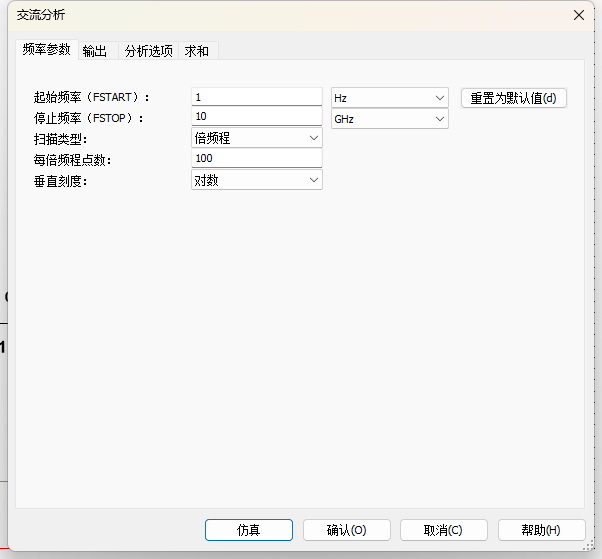 交流分析
频率参数 输出 分析选项 求和
起始频率（FSTART）： 1 Hz 重置为默认值(d)
停止频率（FSTOP）： 10 GHz
扫描类型： 倍频程
每倍频程点数： 100
垂直刻度： 对数
1
仿真 确认(O) 取消(C) 帮助(H)